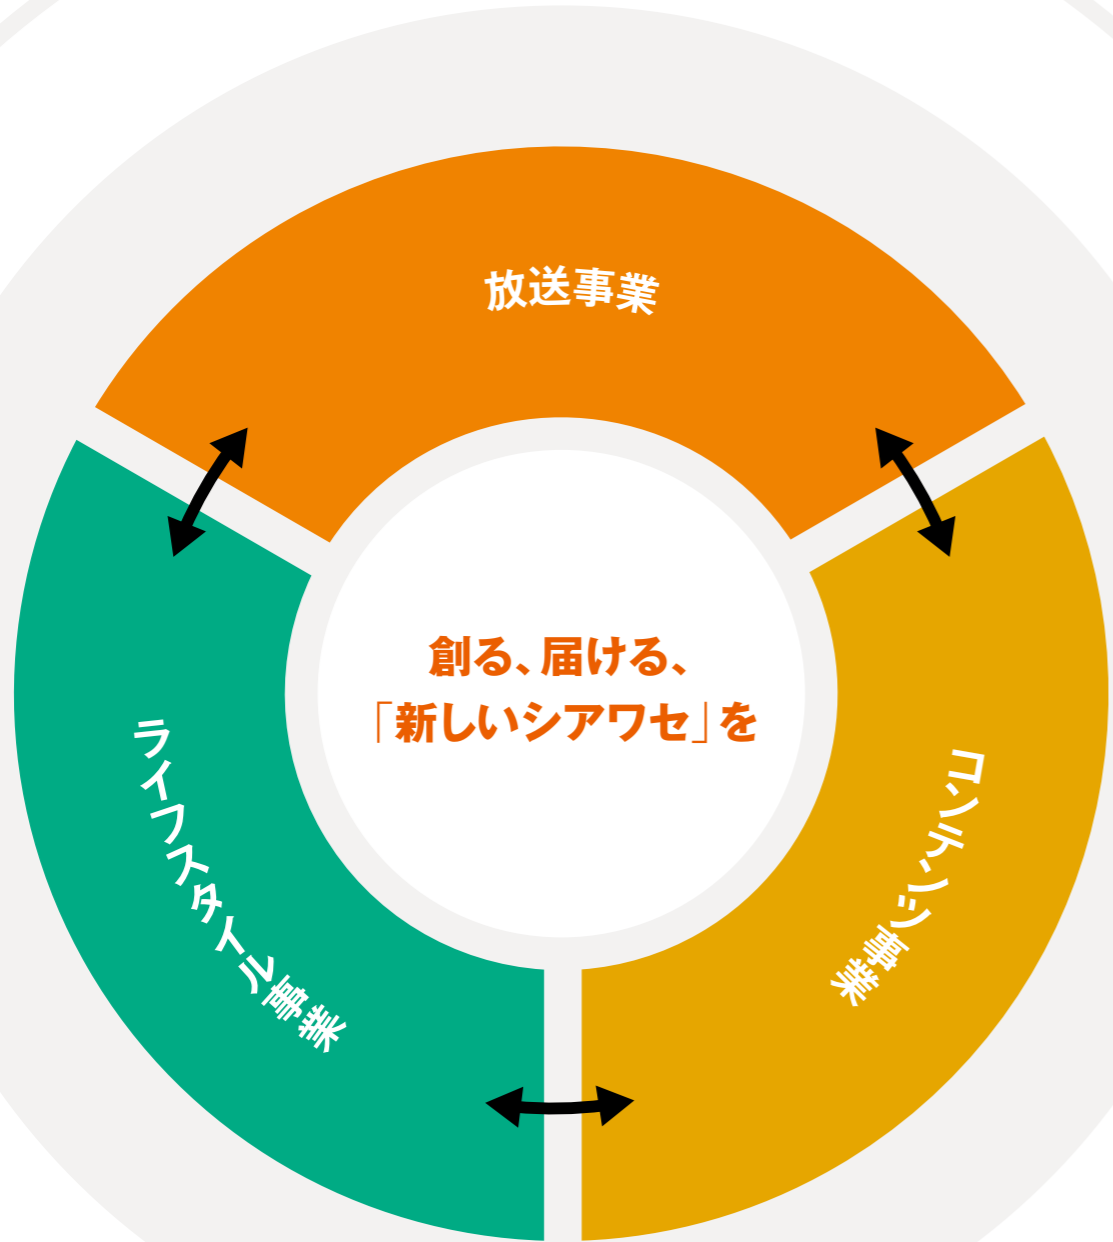 放送事業
創る、届ける、
「新しいシアワセ」を
ライフスタイル事業
コンテンツ事業